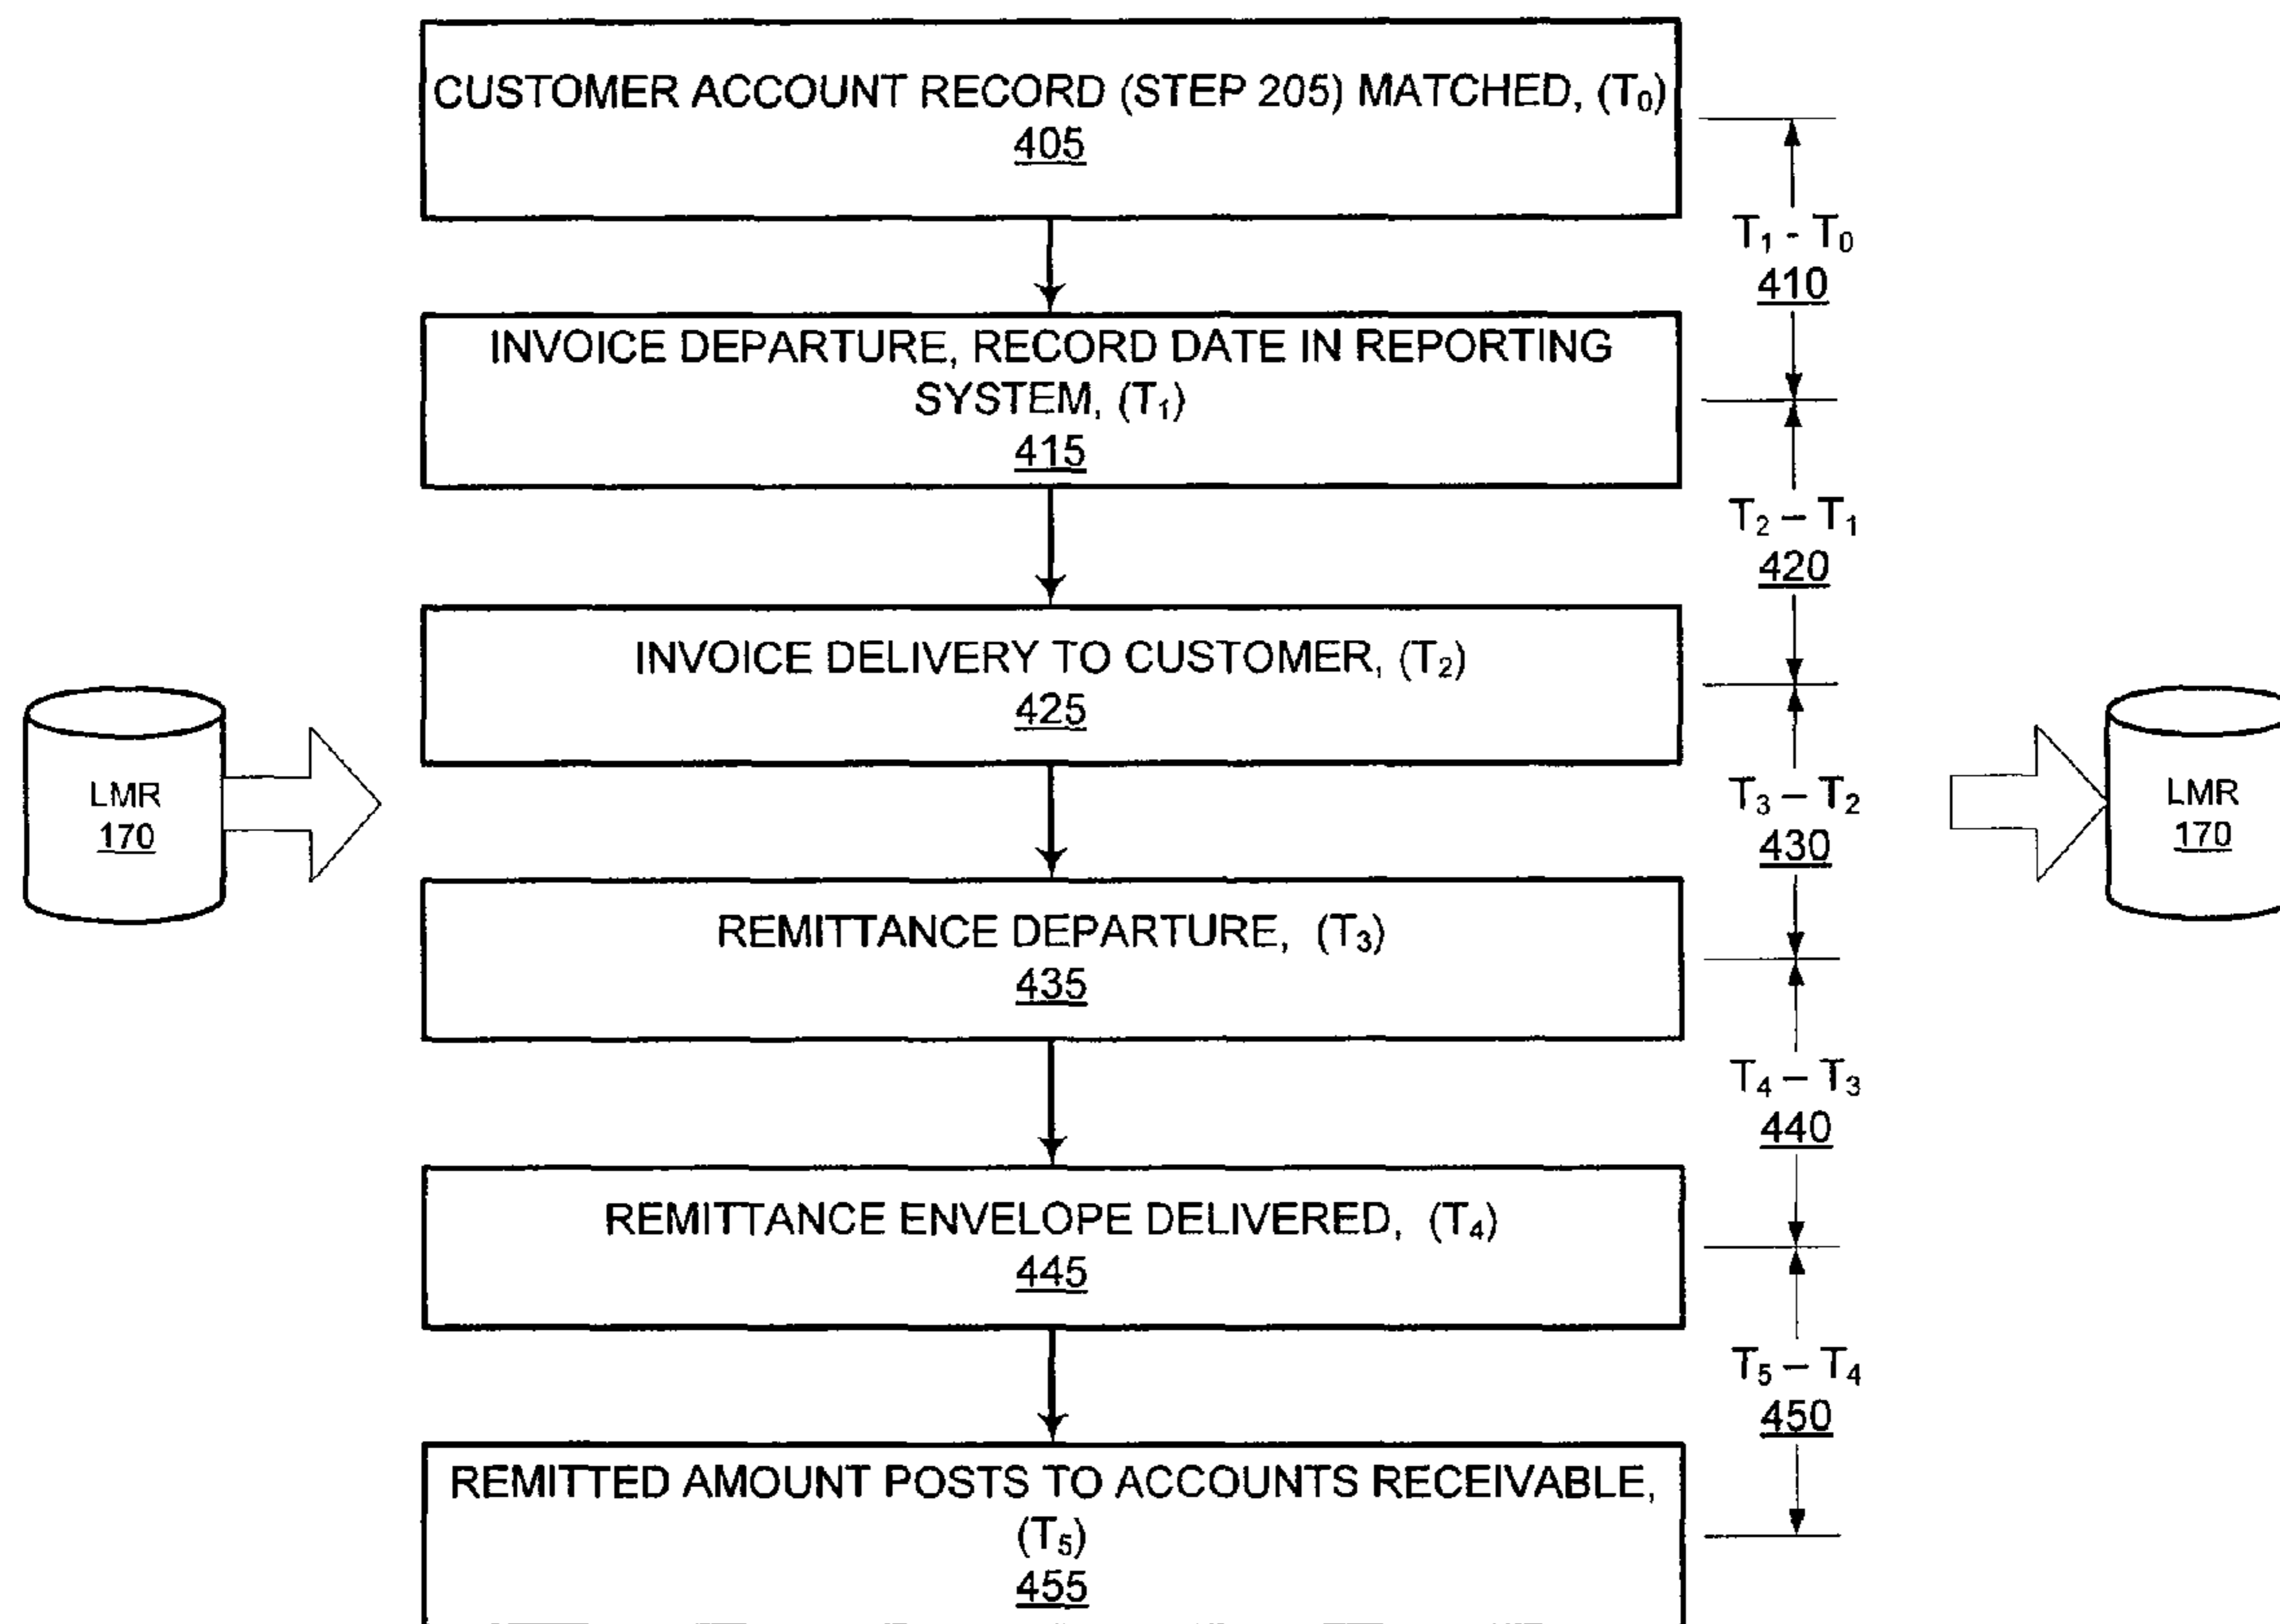 CUSTOMER ACCOUNT RECORD (STEP 205) MATCHED, (T₀)
405
T₁ - T₀
410
INVOICE DEPARTURE, RECORD DATE IN REPORTING
SYSTEM, (T₁)
415
T₂ – T₁
420
INVOICE DELIVERY TO CUSTOMER, (T₂)
425
LMR
170
T₃ – T₂
430
LMR
170
REMITTANCE DEPARTURE, (T₃)
435
T₄ – T₃
440
REMITTANCE ENVELOPE DELIVERED, (T₄)
445
T₅ – T₄
450
REMITTED AMOUNT POSTS TO ACCOUNTS RECEIVABLE,
(T₅)
455